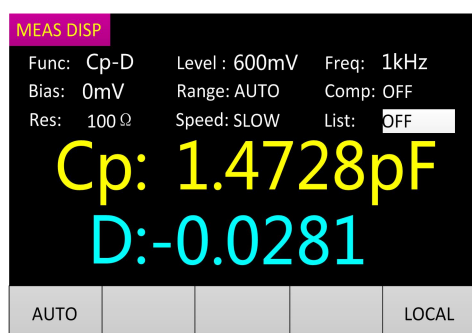 MEAS DISP
Func: Cp-D Level : 600mV Freq: 1kHz
Bias: 0mV Range: AUTO Comp: OFF
Res: 100 Ω Speed: SLOW List: OFF
Cp: 1.4728pF
D:-0.0281
AUTO LOCAL